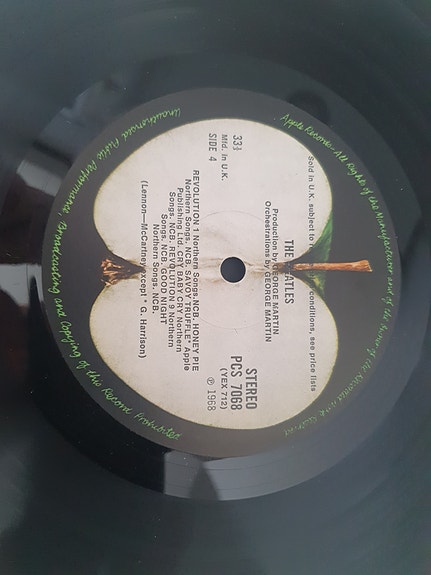 Apple Records · All Rights of the Manufacturer and of the Owner of the Recorded Work Reserved
Sold in U.K. subject to conditions, see price lists
THE BEATLES
Production by GEORGE MARTIN
Orchestrations by GEORGE MARTIN
33⅓
Mfd. in U.K.
SIDE 4
STEREO
PCS 7068
(YEX 712)
℗ 1968
REVOLUTION 1 Northern Songs. NCB. HONEY PIE
Northern Songs. NCB. SAVOY TRUFFLE* Apple
Publishing Ltd. CRY BABY CRY Northern
Songs. NCB. REVOLUTION 9 Northern
Songs. NCB. GOOD NIGHT
Northern Songs. NCB.
(Lennon—McCartney except * G. Harrison)
Unauthorised Public Performance, Broadcasting and Copying of this Record Prohibited